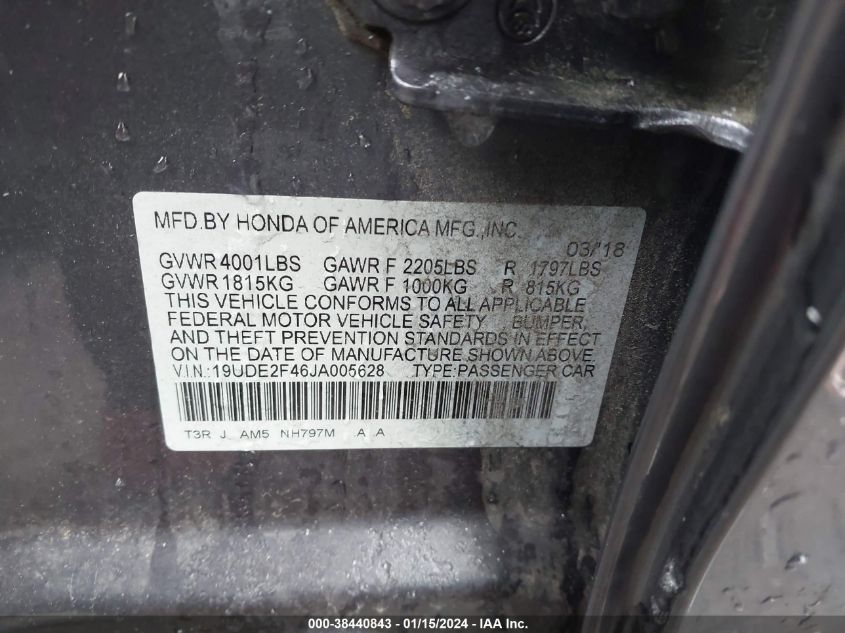 MFD.BY HONDA OF AMERICA MFG.,INC.
03/'18
GVWR 4001LBS GAWR F 2205LBS R 1797LBS
GVWR 1815KG GAWR F 1000KG R 815KG
THIS VEHICLE CONFORMS TO ALL APPLICABLE
FEDERAL MOTOR VEHICLE SAFETY BUMPER,
AND THEFT PREVENTION STANDARDS IN EFFECT
ON THE DATE OF MANUFACTURE SHOWN ABOVE
V.I.N.:19UDE2F46JA005628 TYPE:PASSENGER CAR
T3R J AM5 NH797M A A
000-38440843 - 01/15/2024 - IAA Inc.